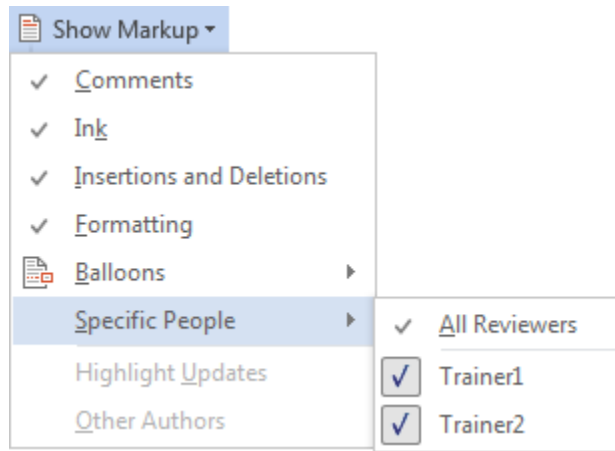 Show Markup
Comments
Ink
Insertions and Deletions
Formatting
Balloons
Specific People
All Reviewers
Highlight Updates
Trainer1
Other Authors
Trainer2